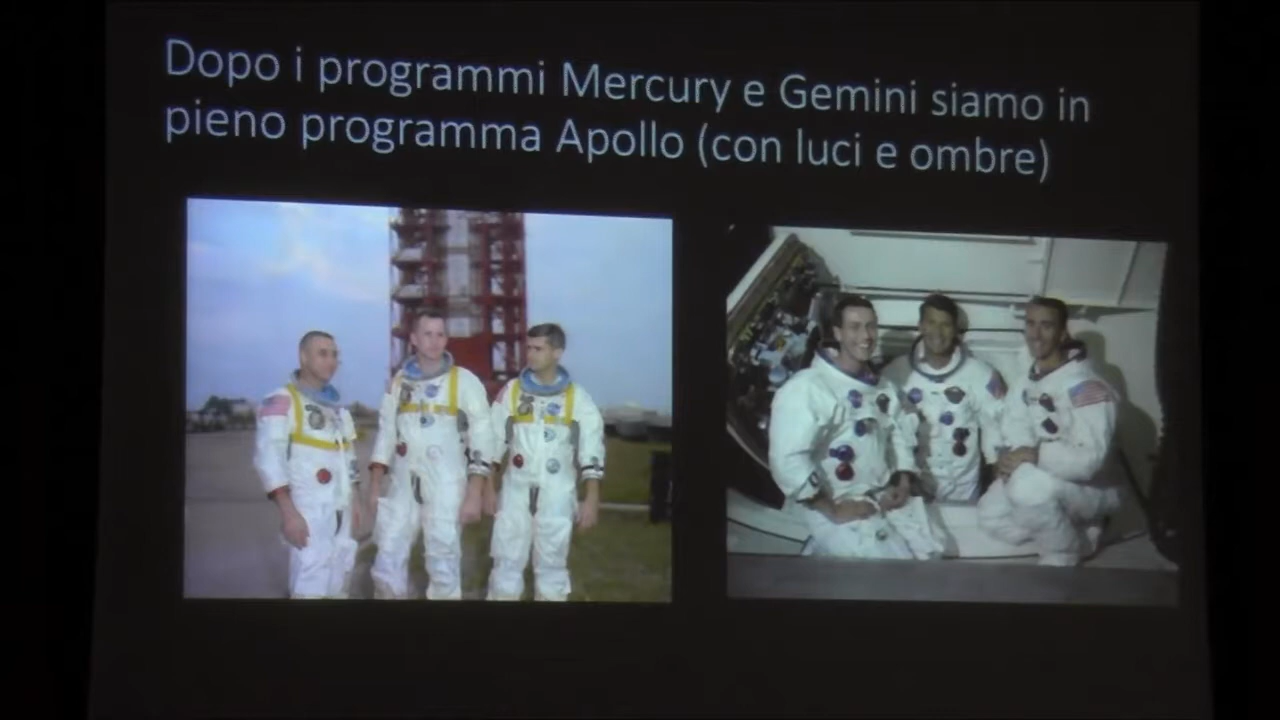 Dopo i programmi Mercury e Gemini siamo in
pieno programma Apollo (con luci e ombre)